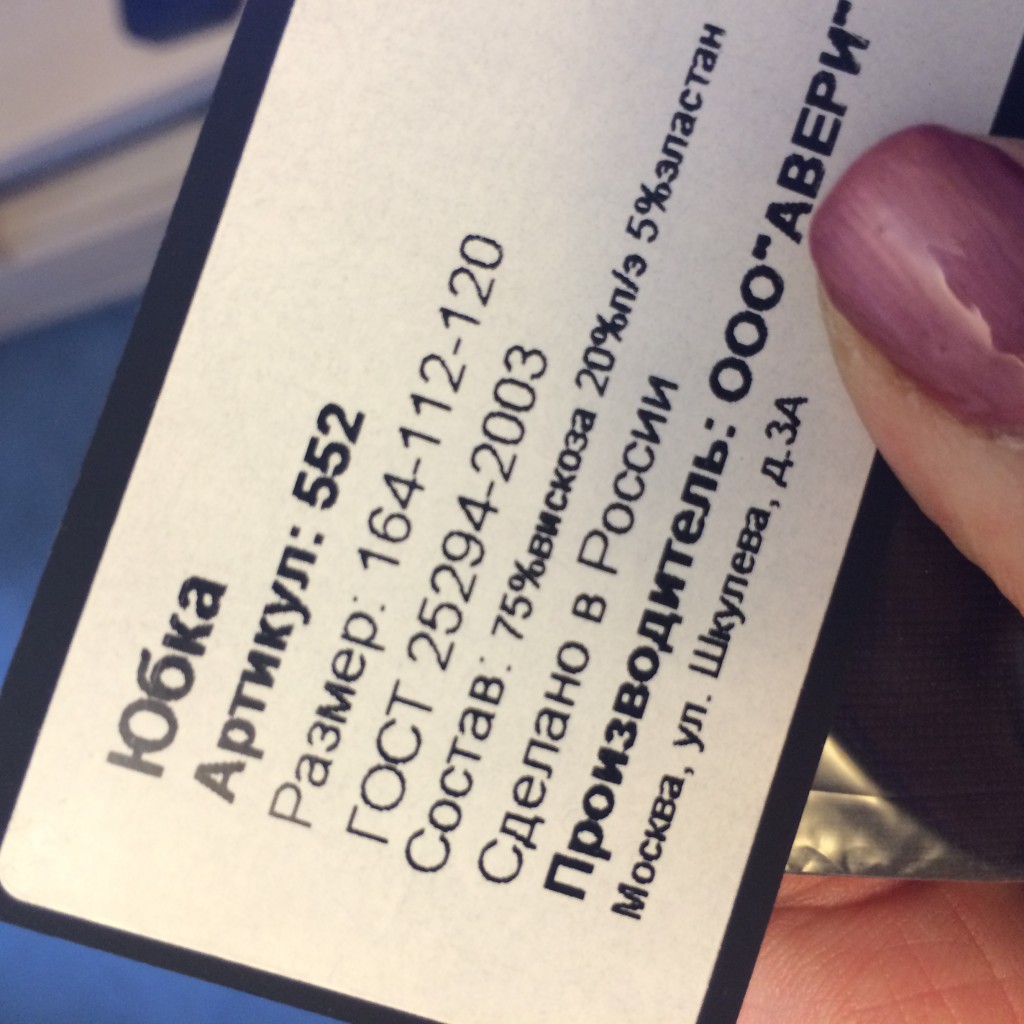 Юбка
Артикул: 552
Размер: 164-112-120
ГОСТ 25294-2003
Состав: 75%вискоза 20%п/э 5%эластан
Сделано в России
Производитель: ООО"АВЕРИ"
Москва, ул. Шкулева, д.3А